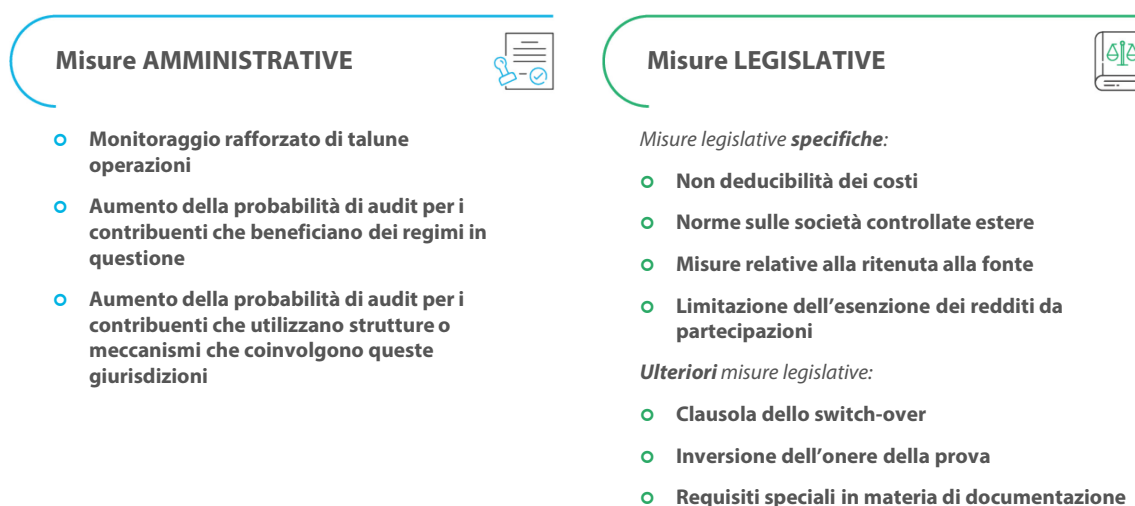 Misure AMMINISTRATIVE
Monitoraggio rafforzato di talune
operazioni
Aumento della probabilità di audit per i
contribuenti che beneficiano dei regimi in
questione
Aumento della probabilità di audit per i
contribuenti che utilizzano strutture o
meccanismi che coinvolgono queste
giurisdizioni
Misure LEGISLATIVE
Misure legislative specifiche:
Non deducibilità dei costi
Norme sulle società controllate estere
Misure relative alla ritenuta alla fonte
Limitazione dell’esenzione dei redditi da
partecipazioni
Ulteriori misure legislative:
Clausola dello switch-over
Inversione dell’onere della prova
Requisiti speciali in materia di documentazione